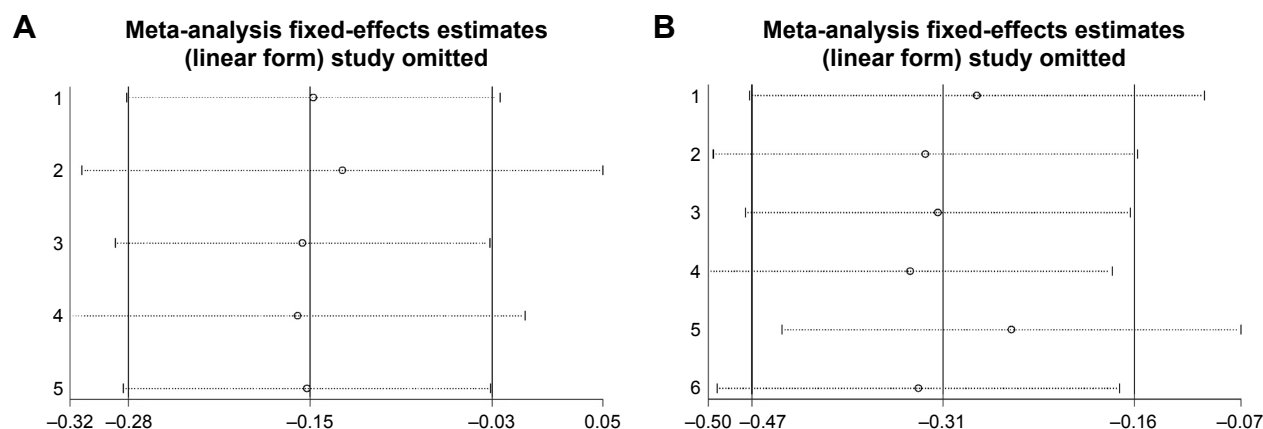 A
Meta-analysis fixed-effects estimates
(linear form) study omitted
1
2
3
4
5
–0.32 –0.28 –0.15 –0.03 0.05
B
Meta-analysis fixed-effects estimates
(linear form) study omitted
1
2
3
4
5
6
–0.50 –0.47 –0.31 –0.16 –0.07